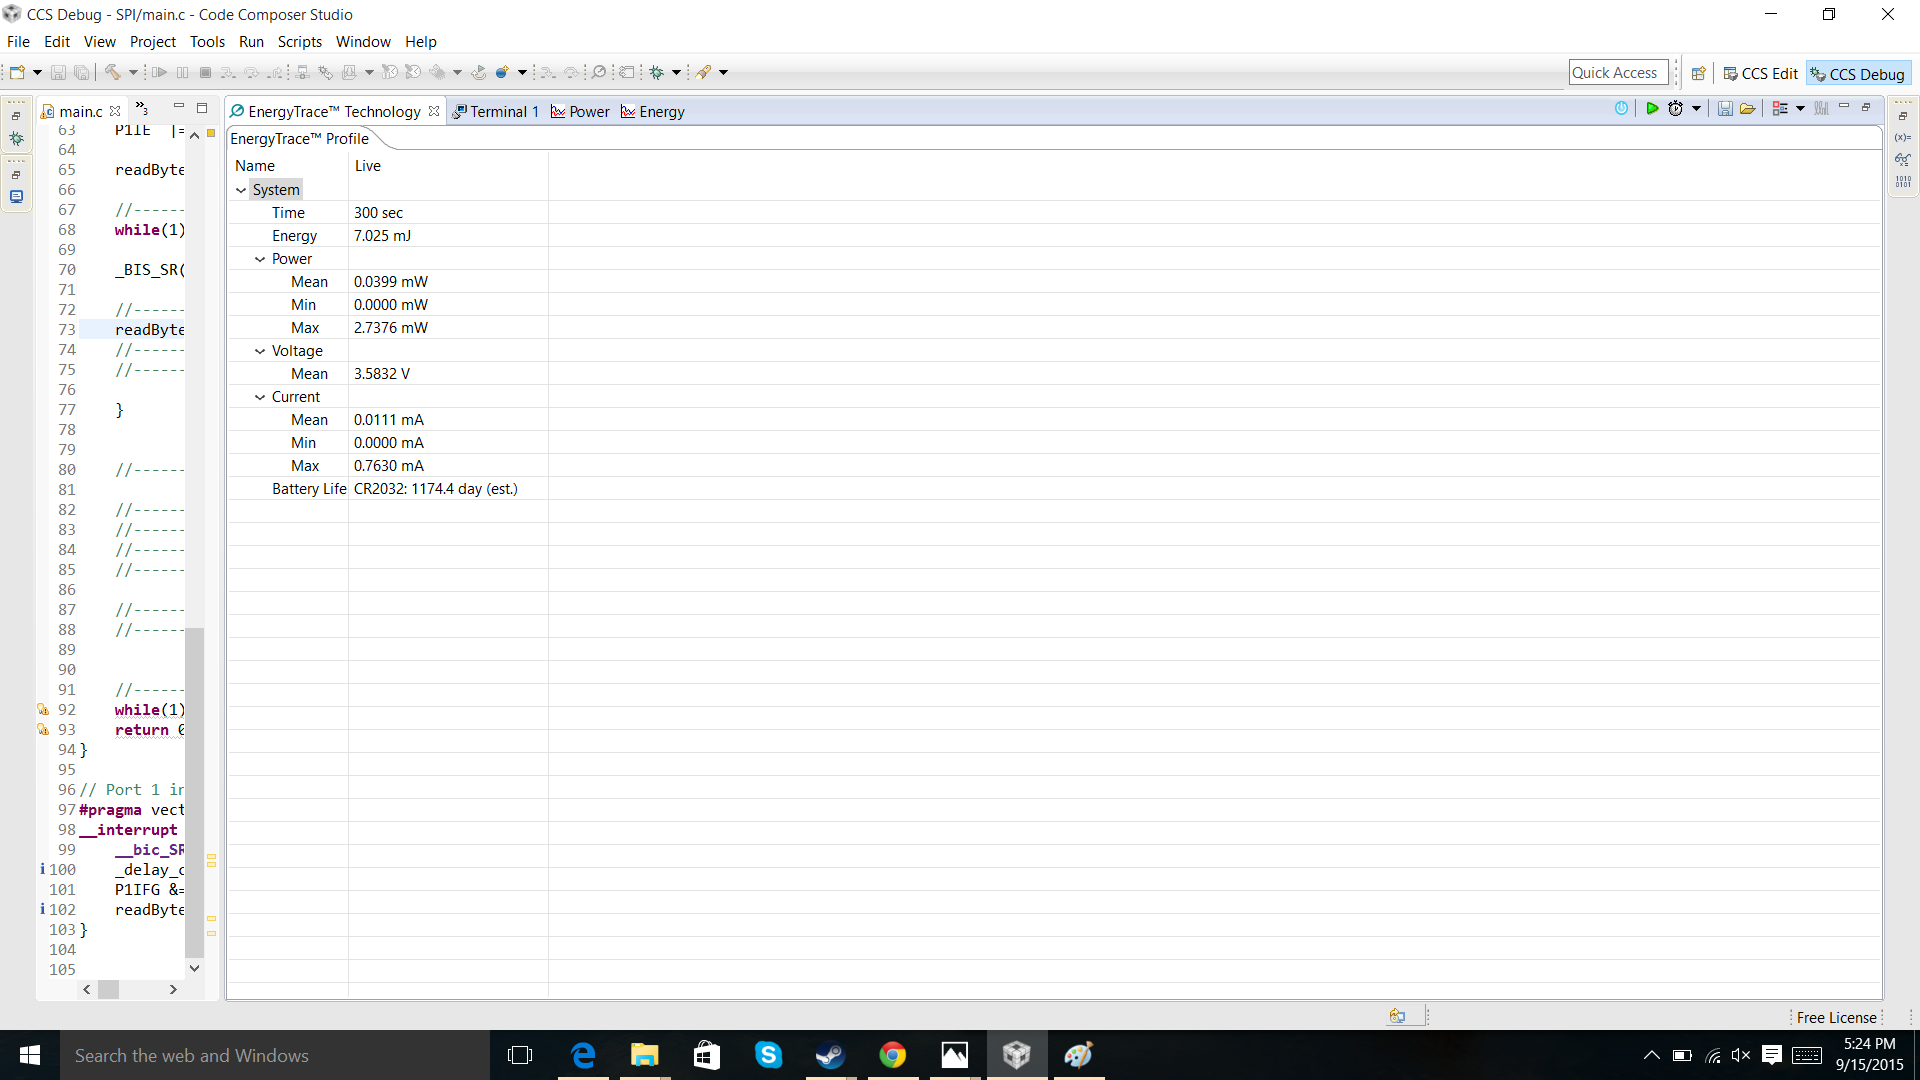 CCS Debug - SPI/main.c - Code Composer Studio
File Edit View Project Tools Run Scripts Window Help
Quick Access
CCS Edit
CCS Debug
main.c
»3
EnergyTrace™ Technology
Terminal 1
Power
Energy
63 P1IE |=
64
65 readByte
66
67 //------
68 while(1)
69
70 _BIS_SR(
71
72 //------
73 readByte
74 //------
75 //------
76
77 }
78
79
80 //------
81
82 //------
83 //------
84 //------
85 //------
86
87 //------
88 //------
89
90
91 //------
92 while(1)
93 return 0
94 }
95
96 // Port 1 in
97 #pragma vect
98 __interrupt
99 __bic_SR
100 _delay_c
101 P1IFG &=
102 readByte
103 }
104
105
EnergyTrace™ Profile
Name Live
System
Time 300 sec
Energy 7.025 mJ
Power
Mean 0.0399 mW
Min 0.0000 mW
Max 2.7376 mW
Voltage
Mean 3.5832 V
Current
Mean 0.0111 mA
Min 0.0000 mA
Max 0.7630 mA
Battery Life CR2032: 1174.4 day (est.)
(x)=
1010
0101
Free License
Search the web and Windows
5:24 PM
9/15/2015